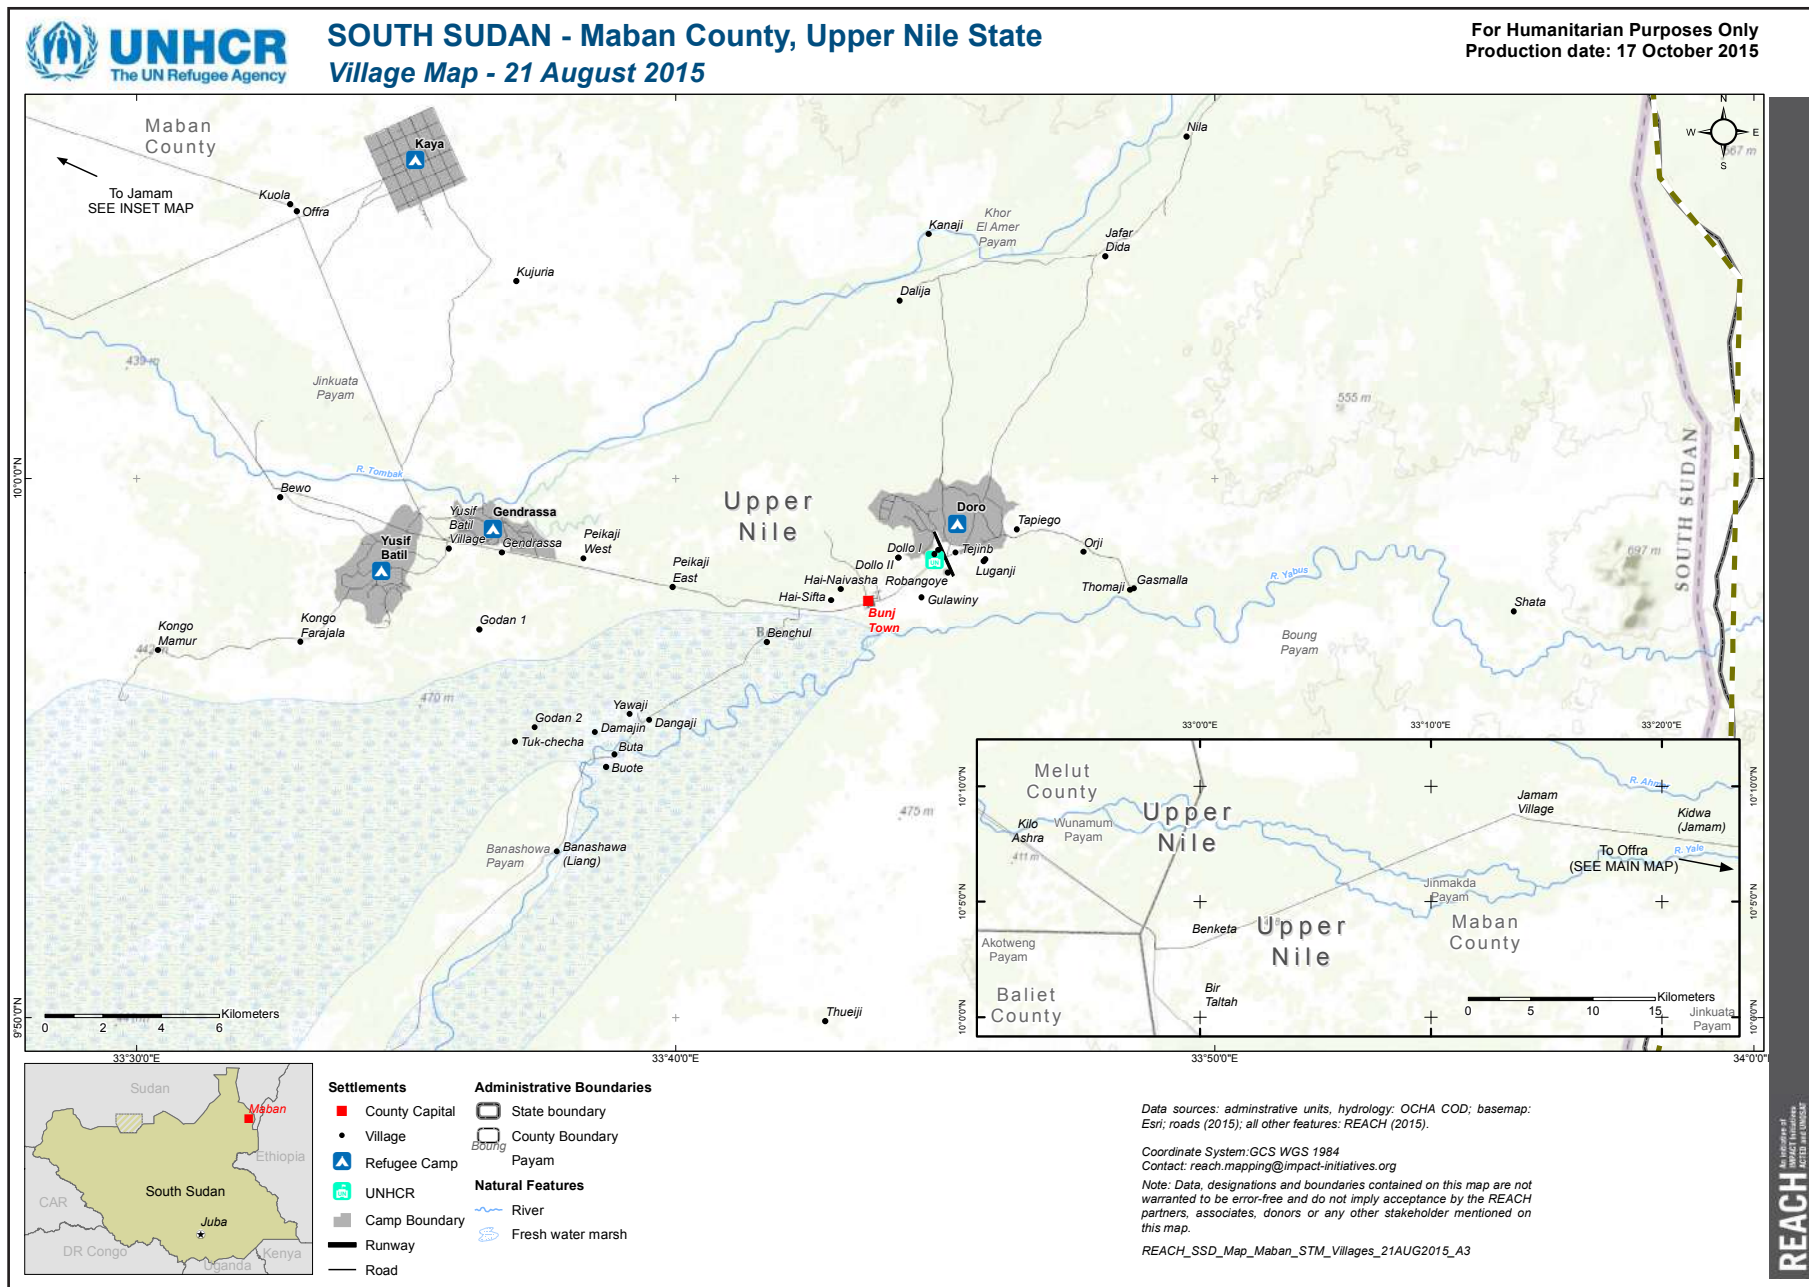 UNHCR
The UN Refugee Agency
SOUTH SUDAN - Maban County, Upper Nile State
Village Map - 21 August 2015
For Humanitarian Purposes Only
Production date: 17 October 2015
Maban
County
To Jamam
SEE INSET MAP
Kaya
Kuola
Offra
Kujuria
Nila
Kanaji
Khor
El Amer
Payam
Jafar
Dida
Dalija
N
W
E
S
667 m
439 m
Jinkuata
Payam
555 m
R. Tombak
Bewo
Yusif
Batil
Village
Gendrassa
Gendrassa
Yusif
Batil
Peikaji
West
Peikaji
East
Upper
Nile
Doro
Tapiego
Dollo I
Dollo II
Tejinb
Luganji
Orji
Hai-Naivasha
Robangoye
Hai-Sifta
Gulawiny
Thomaji
Gasmalla
R. Yabus
697 m
SOUTH SUDAN
Shata
Bunj
Town
Kongo
Mamur
442 m
Kongo
Farajala
Godan 1
Benchul
Boung
Payam
470 m
Godan 2
Yawaji
Damajin
Dangaji
Tuk-checha
Buta
Buote
475 m
Banashowa
Payam
Banashawa
(Liang)
Thueiji
10°0'0"N
9°50'0"N
Kilometers
0 2 4 6
33°30'0"E
33°40'0"E
33°50'0"E
34°0'0"E
33°0'0"E
33°10'0"E
33°20'0"E
10°10'0"N
10°5'0"N
10°0'0"N
Melut
County
Upper
Nile
Kilo
Ashra
Wunamum
Payam
411 m
Jamam
Village
Kidwa
(Jamam)
R. Yale
To Offra
(SEE MAIN MAP)
Jinmakda
Payam
Maban
County
Benketa
Upper
Nile
Akotweng
Payam
Baliet
County
Bir
Taltah
Kilometers
0 5 10 15
Jinkuata
Payam
Sudan
Maban
Ethiopia
South Sudan
CAR
Juba
DR Congo
Uganda
Kenya
Settlements
County Capital
Village
Refugee Camp
UN
UNHCR
Camp Boundary
Runway
Road
Administrative Boundaries
State boundary
County Boundary
Boung
Payam
Natural Features
River
Fresh water marsh
Data sources: adminstrative units, hydrology: OCHA COD; basemap:
Esri; roads (2015); all other features: REACH (2015).
Coordinate System:GCS WGS 1984
Contact: reach.mapping@impact-initiatives.org
Note: Data, designations and boundaries contained on this map are not
warranted to be error-free and do not imply acceptance by the REACH
partners, associates, donors or any other stakeholder mentioned on
this map.
REACH_SSD_Map_Maban_STM_Villages_21AUG2015_A3
REACH
An initiative of
IMPACT Initiatives
ACTED and UNOSAT